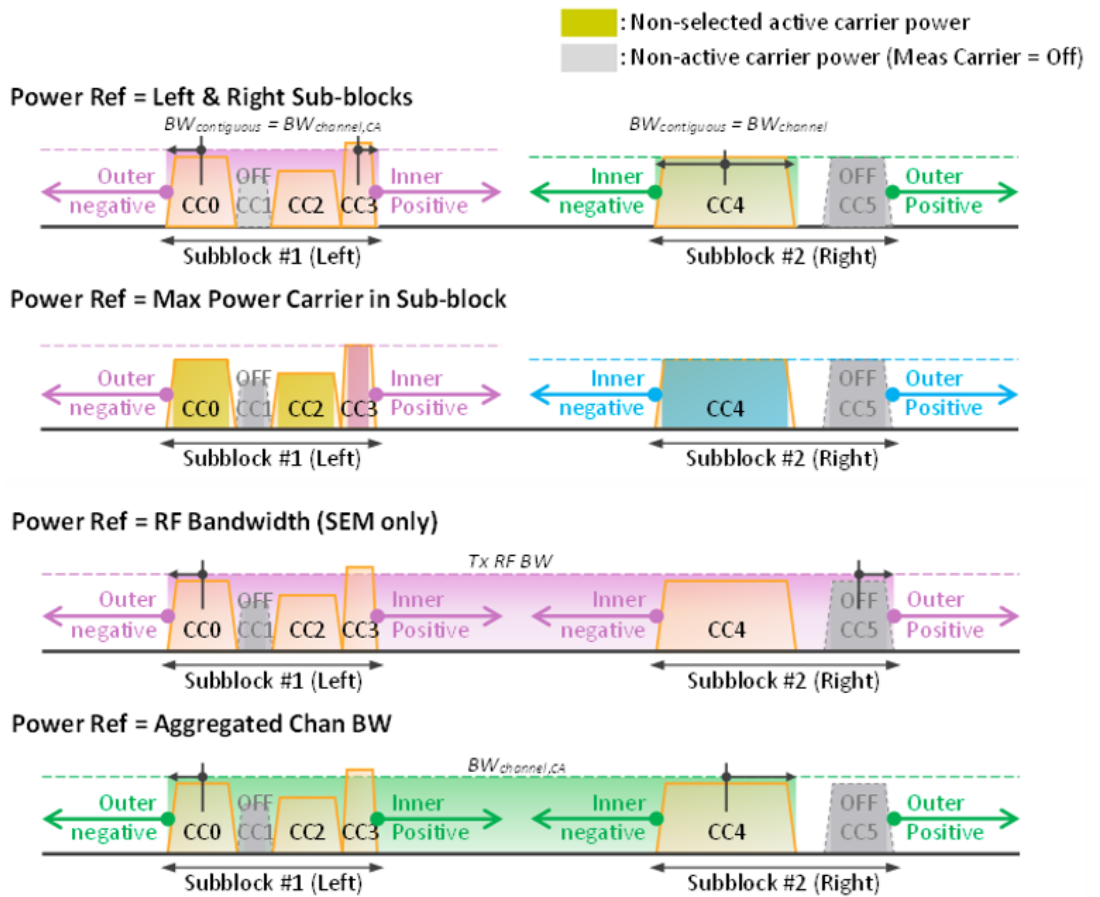 : Non-selected active carrier power
: Non-active carrier power (Meas Carrier = Off)
Power Ref = Left & Right Sub-blocks
BWcontiguous = BWchannel,CA
BWcontiguous = BWchannel
Outer
negative
CC0
OFF
CC1
CC2
CC3
Inner
Positive
Inner
negative
CC4
OFF
CC5
Outer
Positive
Subblock #1 (Left)
Subblock #2 (Right)
Power Ref = Max Power Carrier in Sub-block
Outer
negative
CC0
OFF
CC1
CC2
CC3
Inner
Positive
Inner
negative
CC4
OFF
CC5
Outer
Positive
Subblock #1 (Left)
Subblock #2 (Right)
Power Ref = RF Bandwidth (SEM only)
Tx RF BW
Outer
negative
CC0
OFF
CC1
CC2
CC3
Inner
Positive
Inner
negative
CC4
OFF
CC5
Outer
Positive
Subblock #1 (Left)
Subblock #2 (Right)
Power Ref = Aggregated Chan BW
BWchannel,CA
Outer
negative
CC0
OFF
CC1
CC2
CC3
Inner
Positive
Inner
negative
CC4
OFF
CC5
Outer
Positive
Subblock #1 (Left)
Subblock #2 (Right)